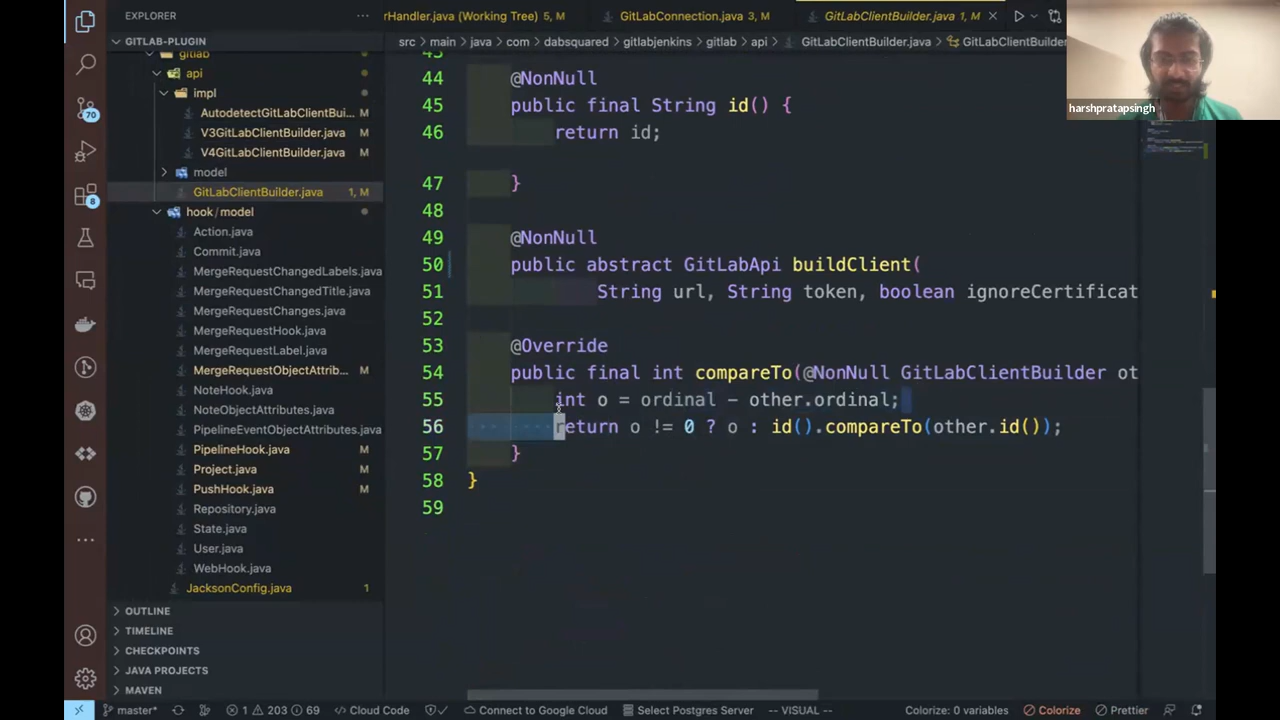 EXPLORER
GITLAB-PLUGIN
gitlab
api
impl
AutodetectGitLabClientBui...
V3GitLabClientBuilder.java
V4GitLabClientBuilder.java
model
GitLabClientBuilder.java 1, M
hook/model
Action.java
Commit.java
MergeRequestChangedLabels.java
MergeRequestChangedTitle.java
MergeRequestChanges.java
MergeRequestHook.java
MergeRequestLabel.java
MergeRequestObjectAttrib... M
NoteHook.java
NoteObjectAttributes.java
PipelineEventObjectAttributes.java
PipelineHook.java M
Project.java M
PushHook.java M
Repository.java
State.java
User.java
WebHook.java
JacksonConfig.java 1
OUTLINE
TIMELINE
CHECKPOINTS
JAVA PROJECTS
MAVEN
70
8
rHandler.java (Working Tree) 5, M
GitLabConnection.java 3, M
GitLabClientBuilder.java 1, M
src > main > java > com > dabsquared > gitlabjenkins > gitlab > api > GitLabClientBuilder.java > GitLabClientBuilder
44 @NonNull
45 public final String id() {
46 return id;
47 }
48
49 @NonNull
50 public abstract GitLabApi buildClient(
51 String url, String token, boolean ignoreCertificat
52
53 @Override
54 public final int compareTo(@NonNull GitLabClientBuilder ot
55 int o = ordinal - other.ordinal;
56 return o != 0 ? o : id().compareTo(other.id());
57 }
58 }
59
harshpratapsingh
master* 1 203 69 Cloud Code Connect to Google Cloud Select Postgres Server -- VISUAL -- Colorize: 0 variables Colorize Prettier